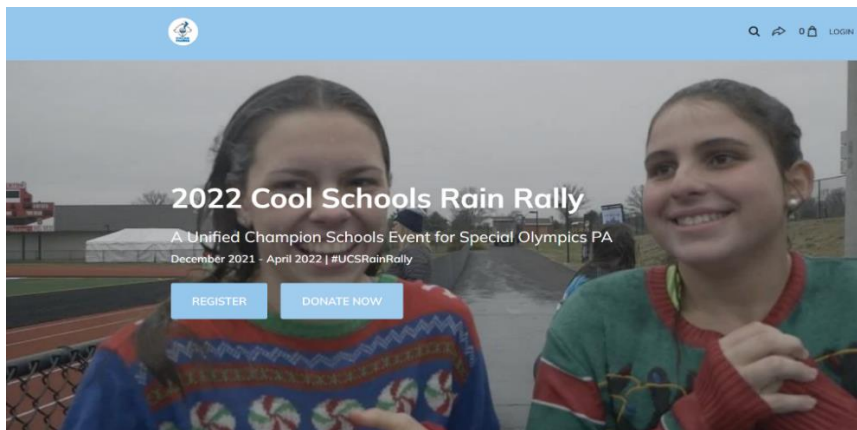 0
LOGIN
2022 Cool Schools Rain Rally
A Unified Champion Schools Event for Special Olympics PA
December 2021 - April 2022 | #UCSRainRally
REGISTER
DONATE NOW